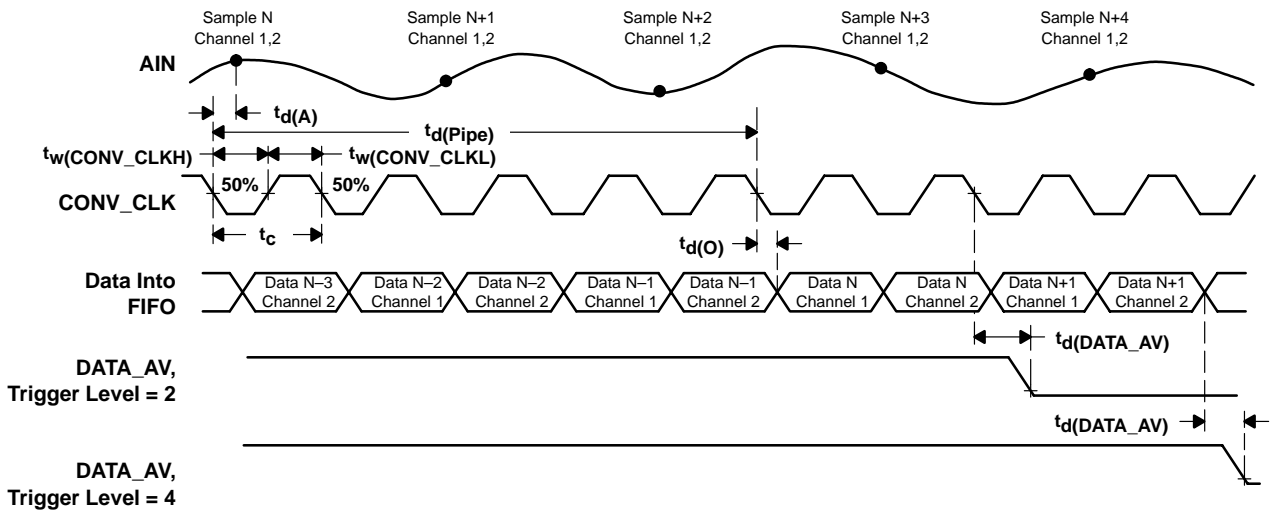 Sample N
Channel 1,2
Sample N+1
Channel 1,2
Sample N+2
Channel 1,2
Sample N+3
Channel 1,2
Sample N+4
Channel 1,2
AIN
td(A)
td(Pipe)
tw(CONV_CLKH)
tw(CONV_CLKL)
50%
50%
CONV_CLK
tc
td(O)
Data Into
FIFO
Data N–3
Channel 2
Data N–2
Channel 1
Data N–2
Channel 2
Data N–1
Channel 1
Data N–1
Channel 2
Data N
Channel 1
Data N
Channel 2
Data N+1
Channel 1
Data N+1
Channel 2
td(DATA_AV)
DATA_AV,
Trigger Level = 2
td(DATA_AV)
DATA_AV,
Trigger Level = 4